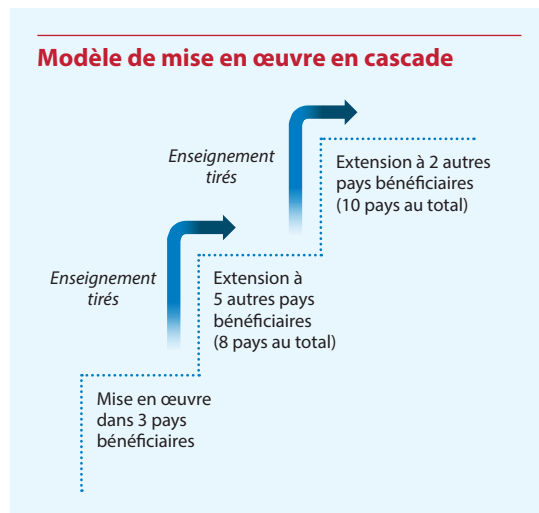 Modèle de mise en œuvre en cascade
Enseignement
tirés
Extension à 2 autres
pays bénéficiaires
(10 pays au total)
Enseignement
tirés
Extension à
5 autres pays
bénéficiaires
(8 pays au total)
Mise en œuvre
dans 3 pays
bénéficiaires